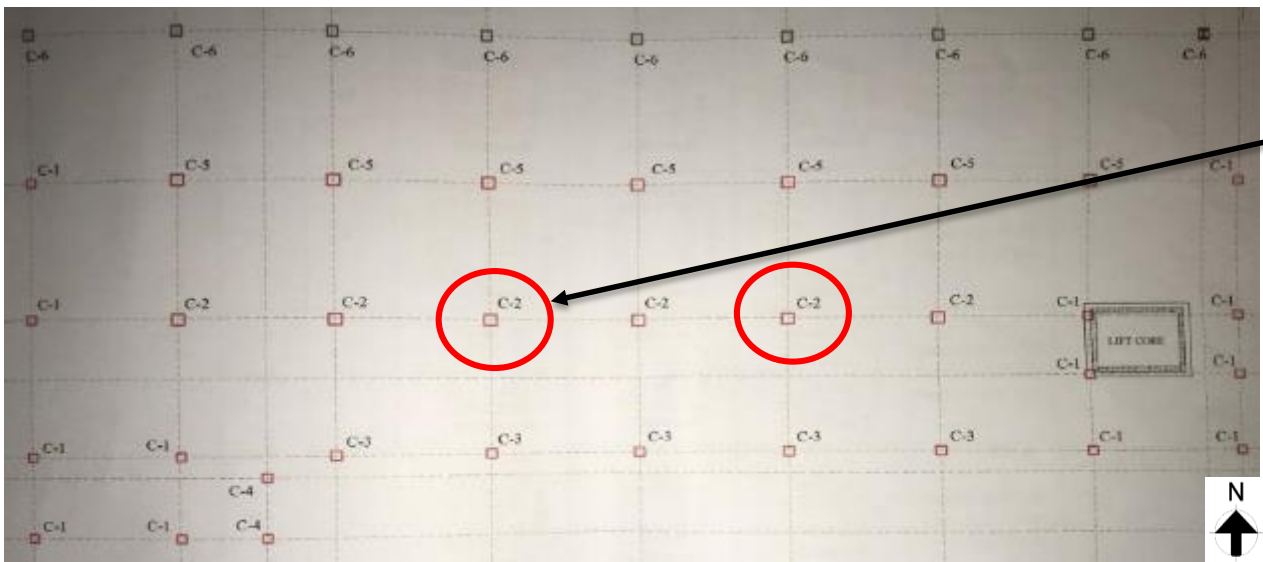 C-6 C-6 C-6 C-6 C-6 C-6 C-6 C-6 C-6
C-1 C-5 C-5 C-5 C-5 C-5 C-5 C-5 C-1
C-1 C-2 C-2 C-2 C-2 C-2 C-2 C-1 C-1
LIFT CORE
C-1 C-1
C-1 C-1 C-3 C-3 C-3 C-3 C-3 C-1 C-1
C-4
C-1 C-1 C-4
N